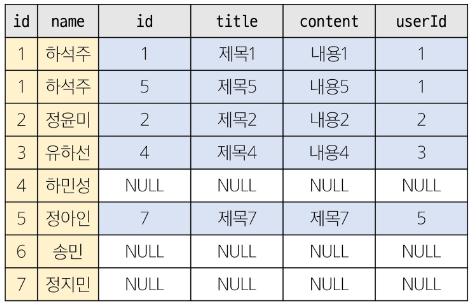 id name id title content userId
1 하석주 1 제목1 내용1 1
1 하석주 5 제목5 내용5 1
2 정윤미 2 제목2 내용2 2
3 유하선 4 제목4 내용4 3
4 하민성 NULL NULL NULL NULL
5 정아인 7 제목7 제목7 5
6 송민 NULL NULL NULL NULL
7 정지민 NULL NULL NULL NULL